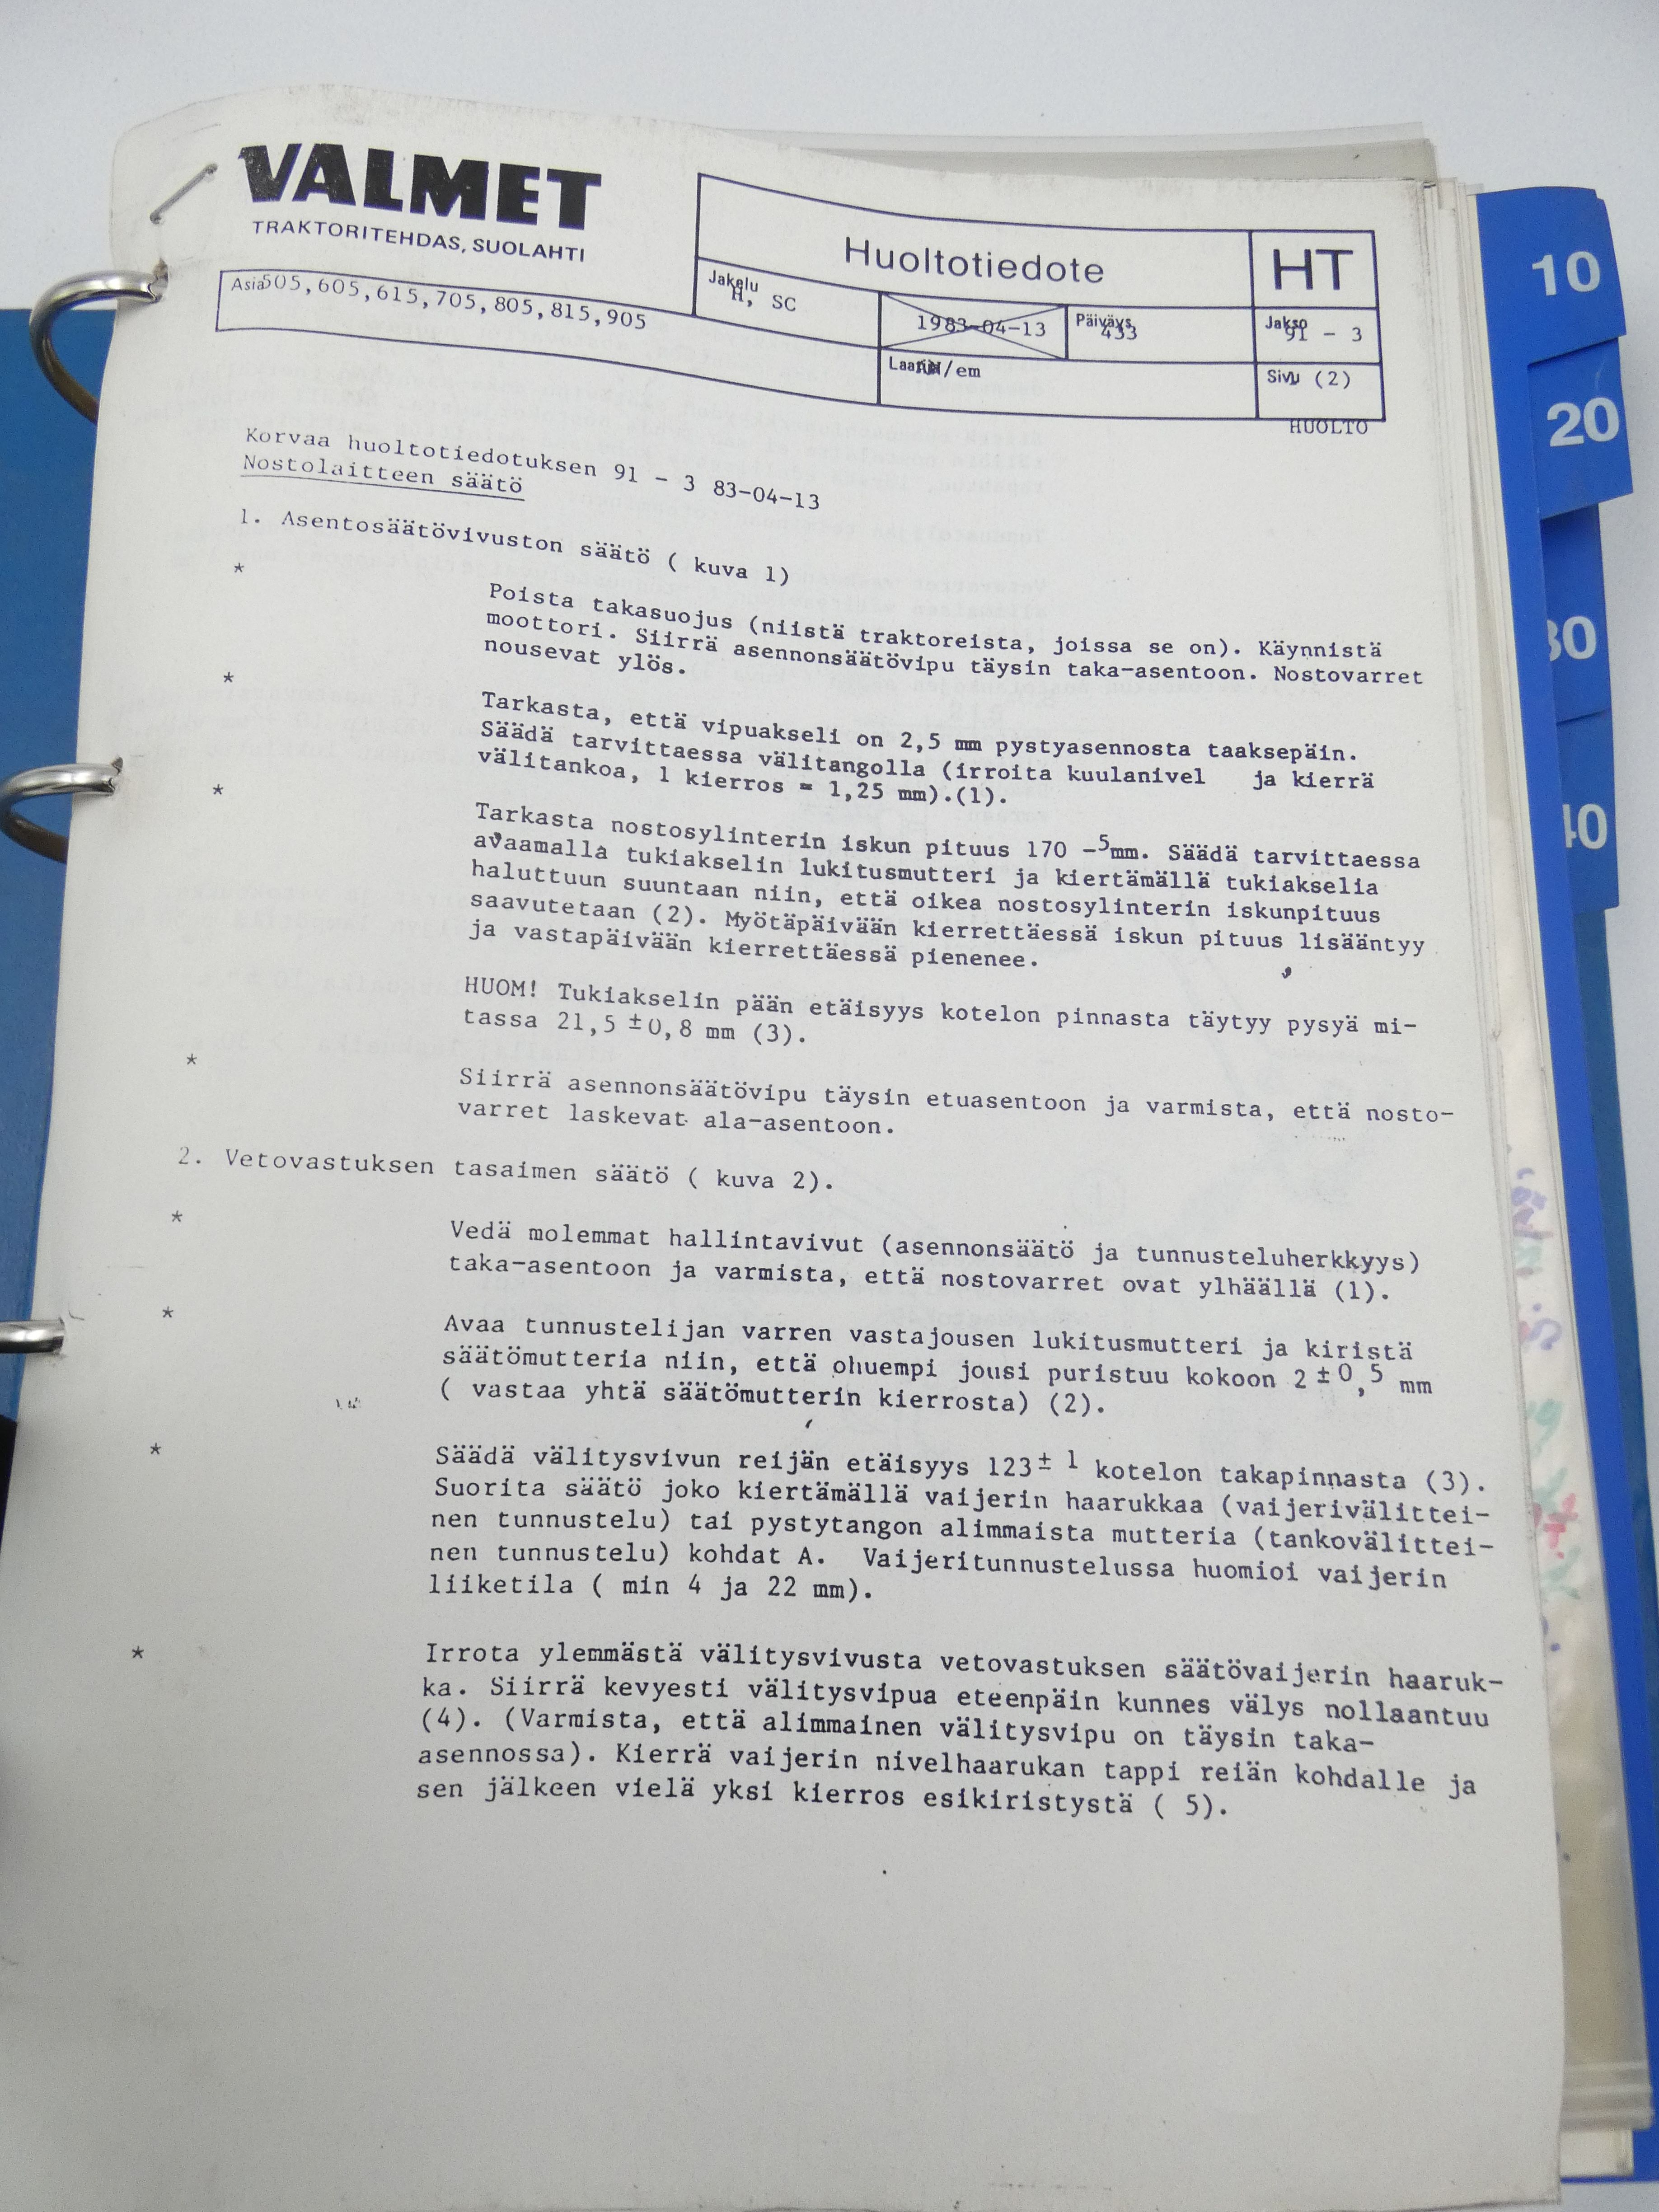 VALMET
TRAKTORITEHDAS, SUOLAHTI
Huoltotiedote
HT
Asia 505,605,615,705,805,815,905
Jakelu
H, SC
1983-04-13
Päiväys
433
Jakso
91 - 3
Laatija /em
Sivu (2)
HUOLTO
Korvaa huoltotiedotuksen 91 - 3 83-04-13
Nostolaitteen säätö
1. Asentosäätövivuston säätö ( kuva 1)
* Poista takasuojus (niistä traktoreista, joissa se on). Käynnistä
moottori. Siirrä asennonsäätövipu täysin taka-asentoon. Nostovarret
nousevat ylös.
* Tarkasta, että vipuakseli on 2,5 mm pystyasennosta taaksepäin.
Säädä tarvittaessa välitangolla (irroita kuulanivel ja kierrä
välitankoa, 1 kierros = 1,25 mm).(1).
* Tarkasta nostosylinterin iskun pituus 170 -5mm. Säädä tarvittaessa
avaamalla tukiakselin lukitusmutteri ja kiertämällä tukiakselia
haluttuun suuntaan niin, että oikea nostosylinterin iskunpituus
saavutetaan (2). Myötäpäivään kierrettäessä iskun pituus lisääntyy
ja vastapäivään kierrettäessä pienenee.
HUOM! Tukiakselin pään etäisyys kotelon pinnasta täytyy pysyä mi-
tassa 21,5 ±0,8 mm (3).
* Siirrä asennonsäätövipu täysin etuasentoon ja varmista, että nosto-
varret laskevat ala-asentoon.
2. Vetovastuksen tasaimen säätö ( kuva 2).
* Vedä molemmat hallintavivut (asennonsäätö ja tunnusteluherkkyys)
taka-asentoon ja varmista, että nostovarret ovat ylhäällä (1).
* Avaa tunnustelijan varren vastajousen lukitusmutteri ja kiristä
säätömutteria niin, että ohuempi jousi puristuu kokoon 2 ±0,5 mm
( vastaa yhtä säätömutterin kierrosta) (2).
* Säädä välitysvivun reijän etäisyys 123± 1 kotelon takapinnasta (3).
Suorita säätö joko kiertämällä vaijerin haarukkaa (vaijerivälittei-
nen tunnustelu) tai pystytangon alimmaista mutteria (tankovälittei-
nen tunnustelu) kohdat A. Vaijeritunnustelussa huomioi vaijerin
liiketila ( min 4 ja 22 mm).
* Irrota ylemmästä välitysvivusta vetovastuksen säätövaijerin haaruk-
ka. Siirrä kevyesti välitysvipua eteenpäin kunnes välys nollaantuu
(4). (Varmista, että alimmainen välitysvipu on täysin taka-
asennossa). Kierrä vaijerin nivelhaarukan tappi reiän kohdalle ja
sen jälkeen vielä yksi kierros esikiristystä ( 5).
10
20
30
40